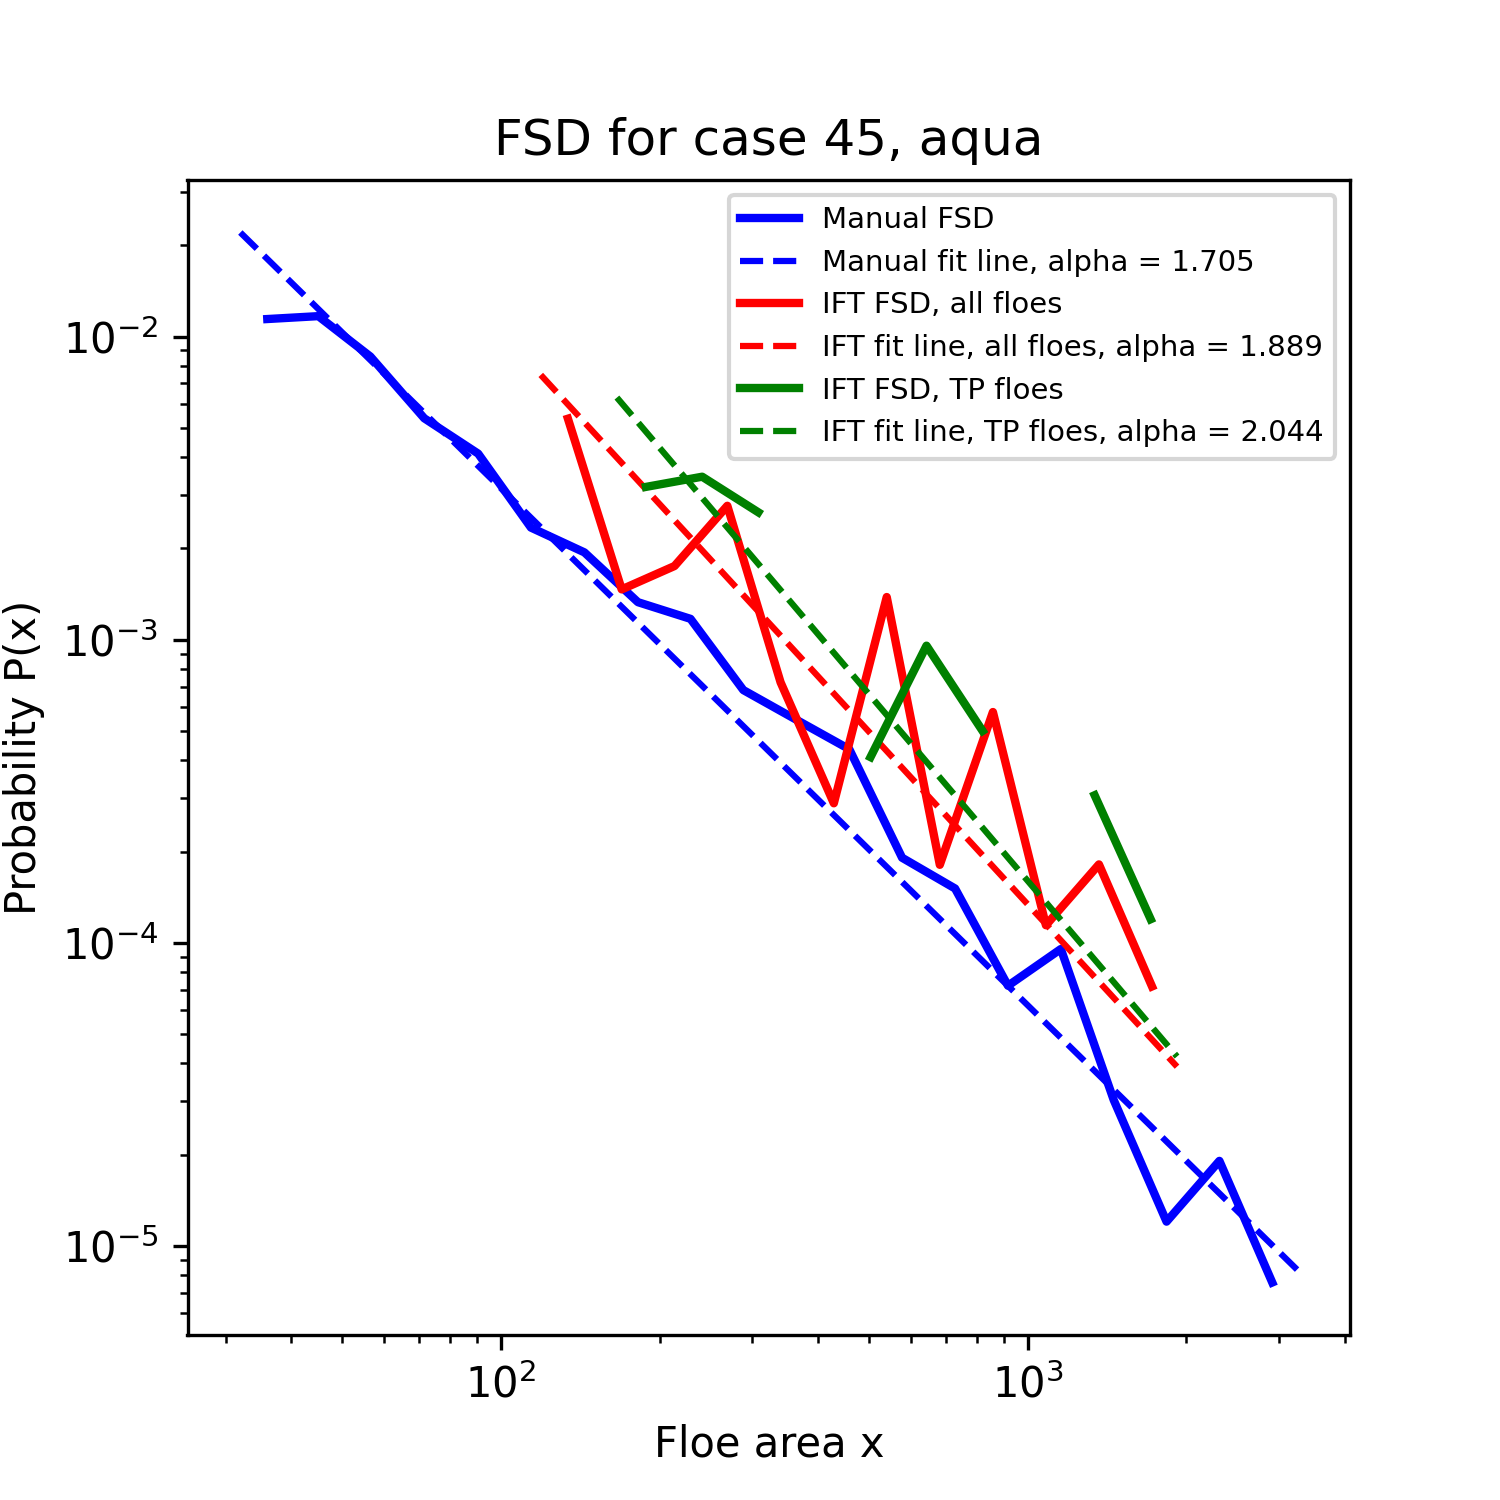 FSD for case 45, aqua
Manual FSD
Manual fit line, alpha = 1.705
IFT FSD, all floes
IFT fit line, all floes, alpha = 1.889
IFT FSD, TP floes
IFT fit line, TP floes, alpha = 2.044
Probability P(x)
10⁻²
10⁻³
10⁻⁴
10⁻⁵
10² 10³
Floe area x